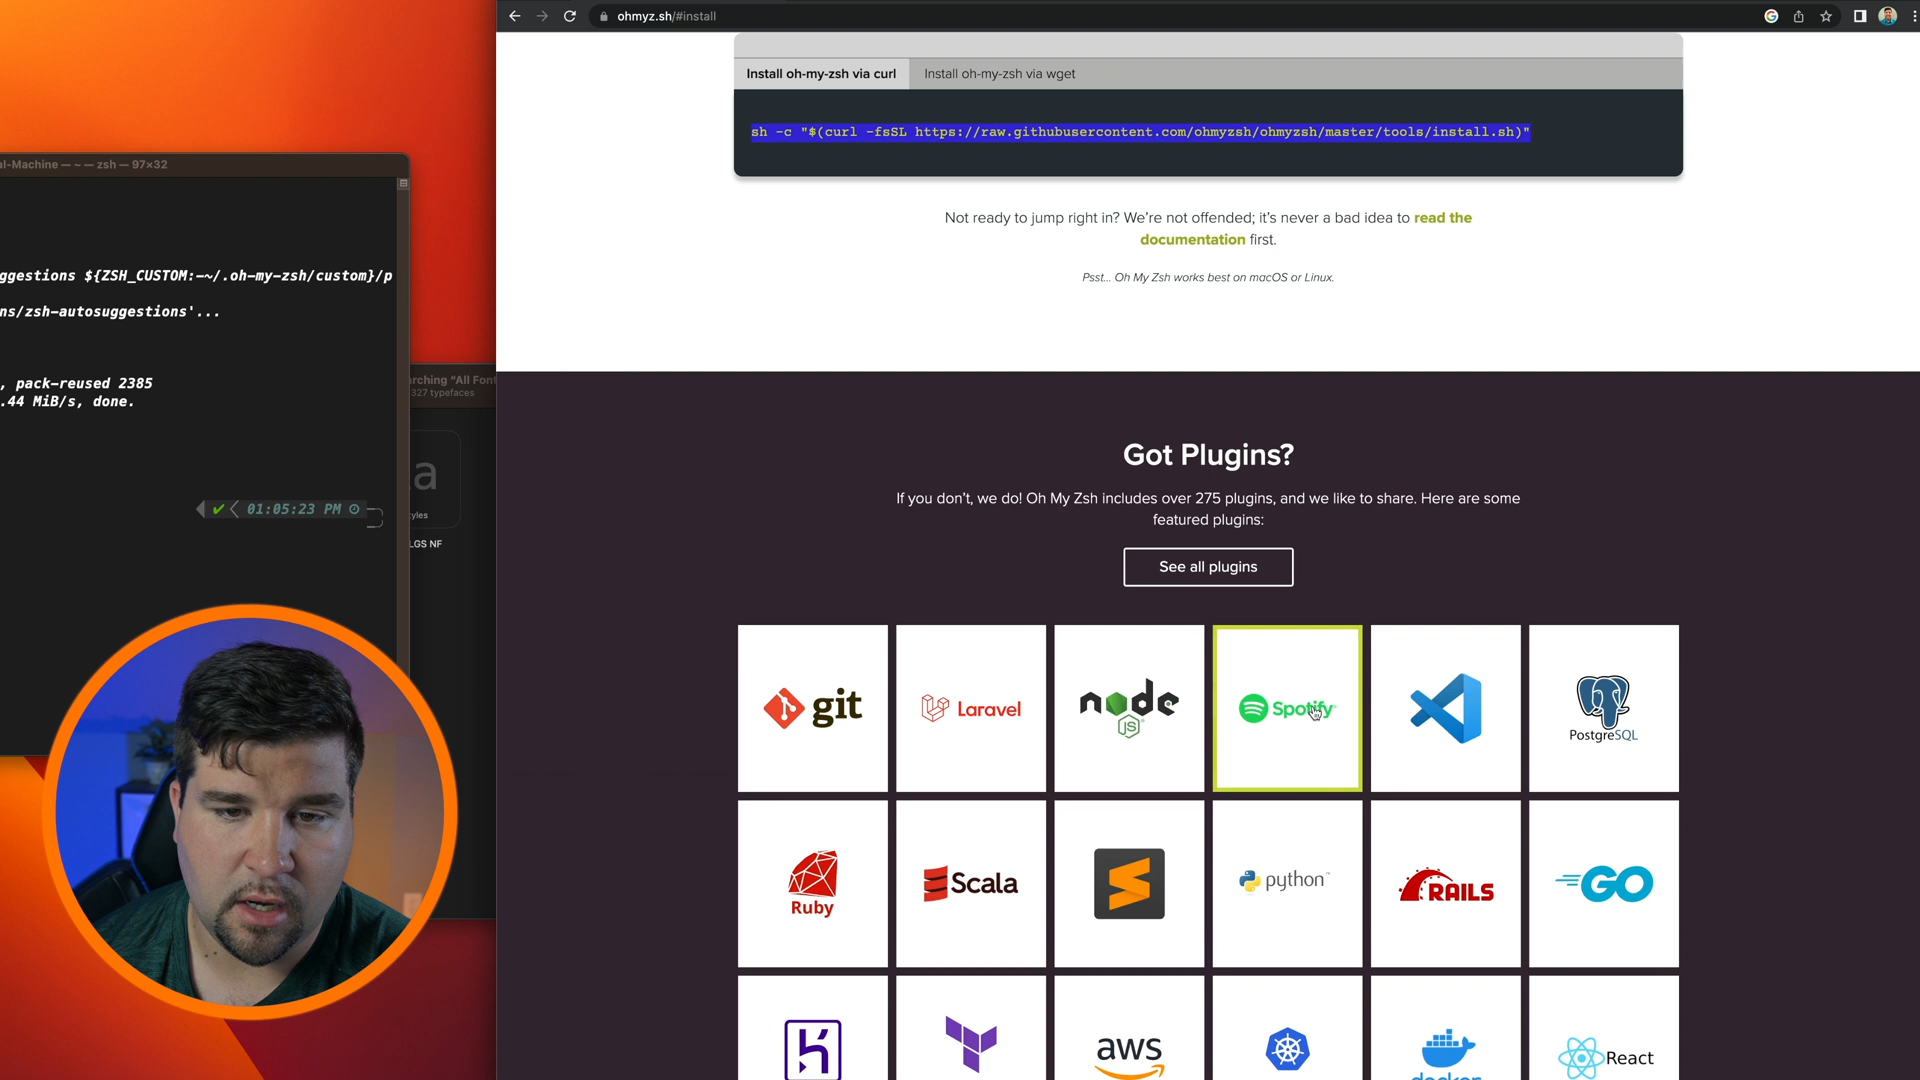 ohmyz.sh/#install
Install oh-my-zsh via curl
Install oh-my-zsh via wget
sh -c "$(curl -fsSL https://raw.githubusercontent.com/ohmyzsh/ohmyzsh/master/tools/install.sh)"
Not ready to jump right in? We're not offended; it's never a bad idea to read the
documentation first.
Psst... Oh My Zsh works best on macOS or Linux.
al-Machine — ~ — zsh — 97×32
ggestions ${ZSH_CUSTOM:-~/.oh-my-zsh/custom}/p
ns/zsh-autosuggestions'...
, pack-reused 2385
.44 MiB/s, done.
01:05:23 PM
rching "All Font
327 typefaces
a
tyles
LGS NF
Got Plugins?
If you don't, we do! Oh My Zsh includes over 275 plugins, and we like to share. Here are some
featured plugins:
See all plugins
git
Laravel
node
JS
Spotify
PostgreSQL
Ruby
Scala
python
RAILS
GO
aws
docker
React